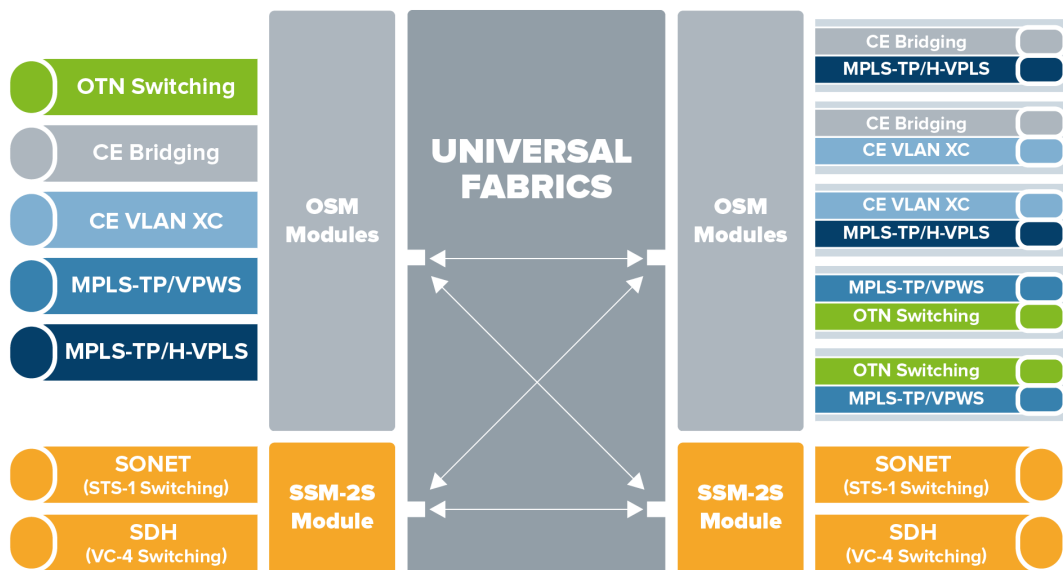 OTN Switching
CE Bridging
CE VLAN XC
MPLS-TP/VPWS
MPLS-TP/H-VPLS
SONET
(STS-1 Switching)
SDH
(VC-4 Switching)
OSM
Modules
SSM-2S
Module
UNIVERSAL
FABRICS
OSM
Modules
SSM-2S
Module
CE Bridging
MPLS-TP/H-VPLS
CE Bridging
CE VLAN XC
CE VLAN XC
MPLS-TP/H-VPLS
MPLS-TP/VPWS
OTN Switching
OTN Switching
MPLS-TP/VPWS
SONET
(STS-1 Switching)
SDH
(VC-4 Switching)